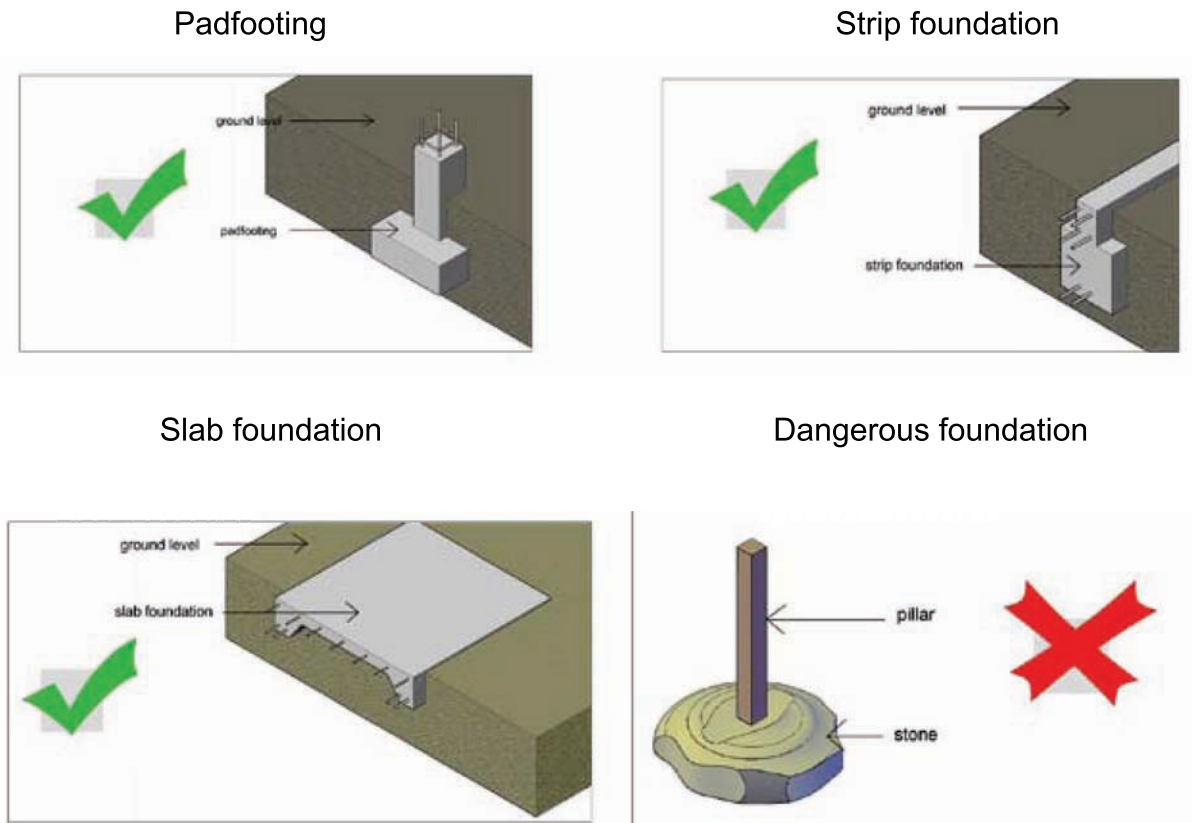 Padfooting
Strip foundation
ground level
padfooting
ground level
strip foundation
Slab foundation
Dangerous foundation
ground level
slab foundation
pillar
stone